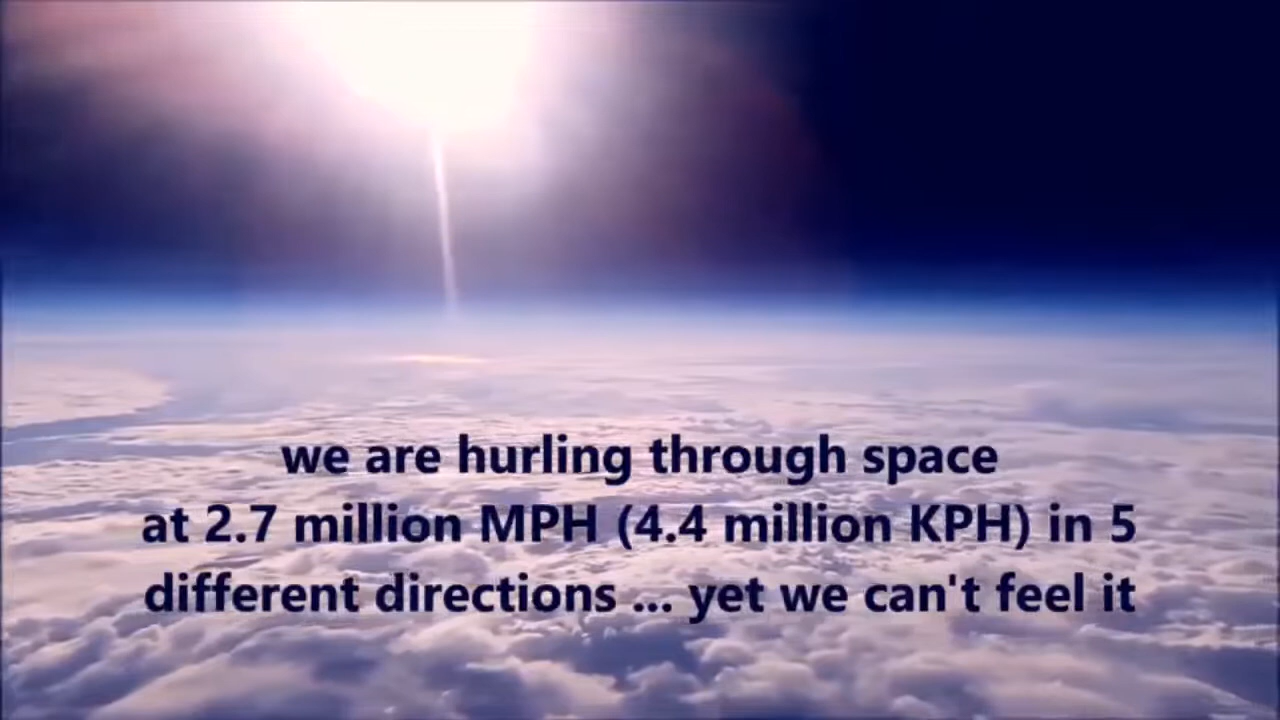 we are hurling through space
at 2.7 million MPH (4.4 million KPH) in 5
different directions ... yet we can't feel it